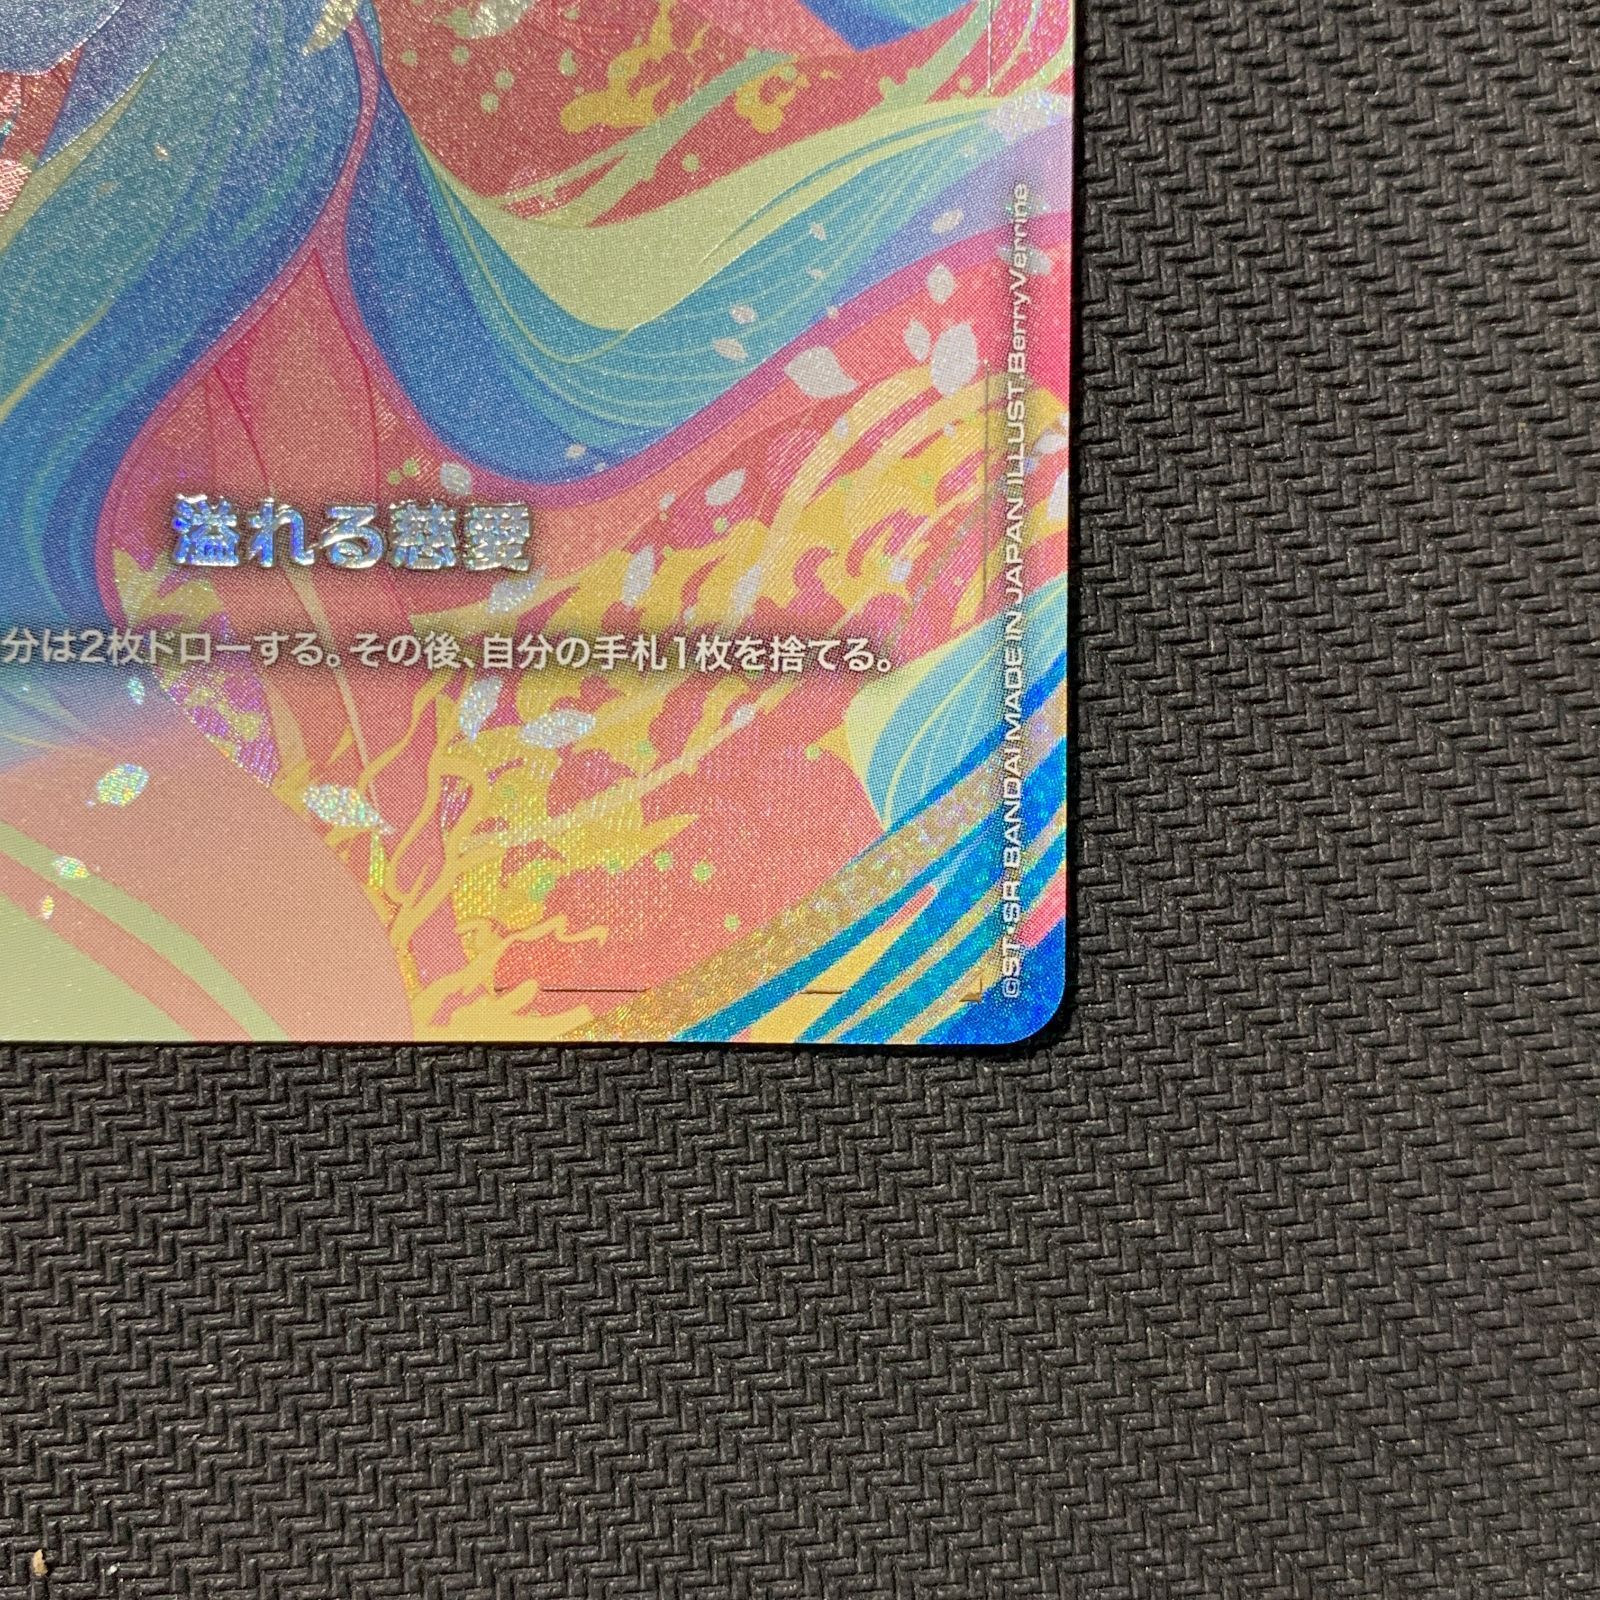 溢れる慈愛
分は2枚ドローする。その後、自分の手札1枚を捨てる。
©ST・SR BANDAI MADE IN JAPAN ILLUST.BerryVerrine